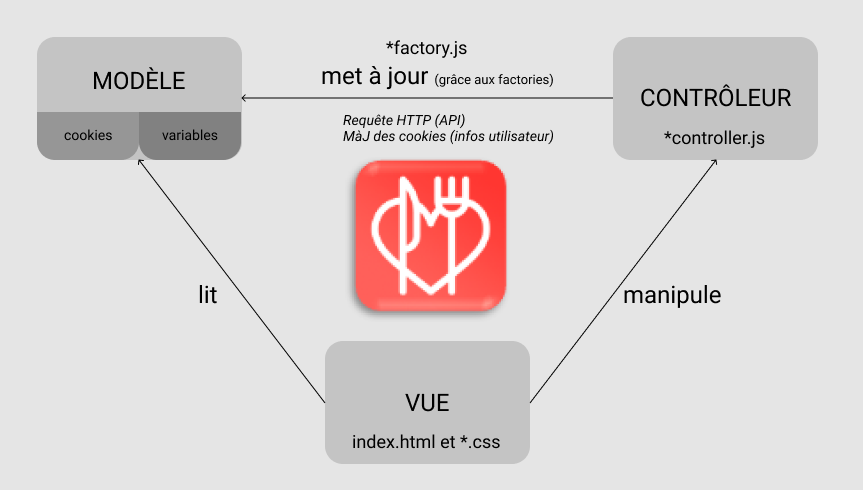 *factory.js
MODÈLE
met à jour (grâce aux factories)
CONTRÔLEUR
cookies
variables
Requête HTTP (API)
MàJ des cookies (infos utilisateur)
*controller.js
lit
manipule
VUE
index.html et *.css